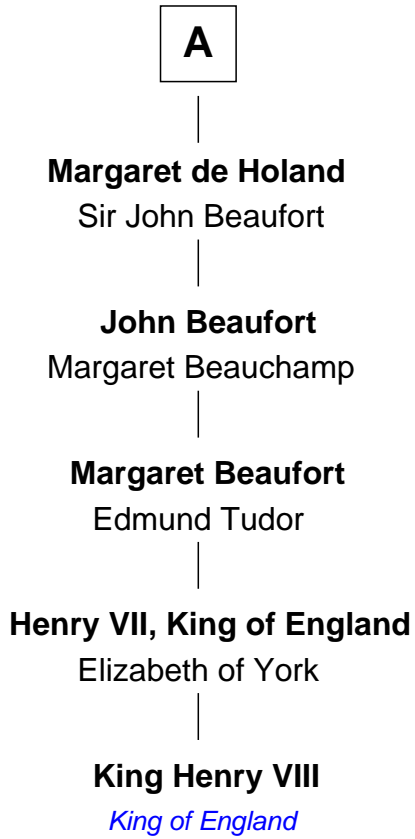 A
Margaret de Holand
Sir John Beaufort
John Beaufort
Margaret Beauchamp
Margaret Beaufort
Edmund Tudor
Henry VII, King of England
Elizabeth of York
King Henry VIII
King of England